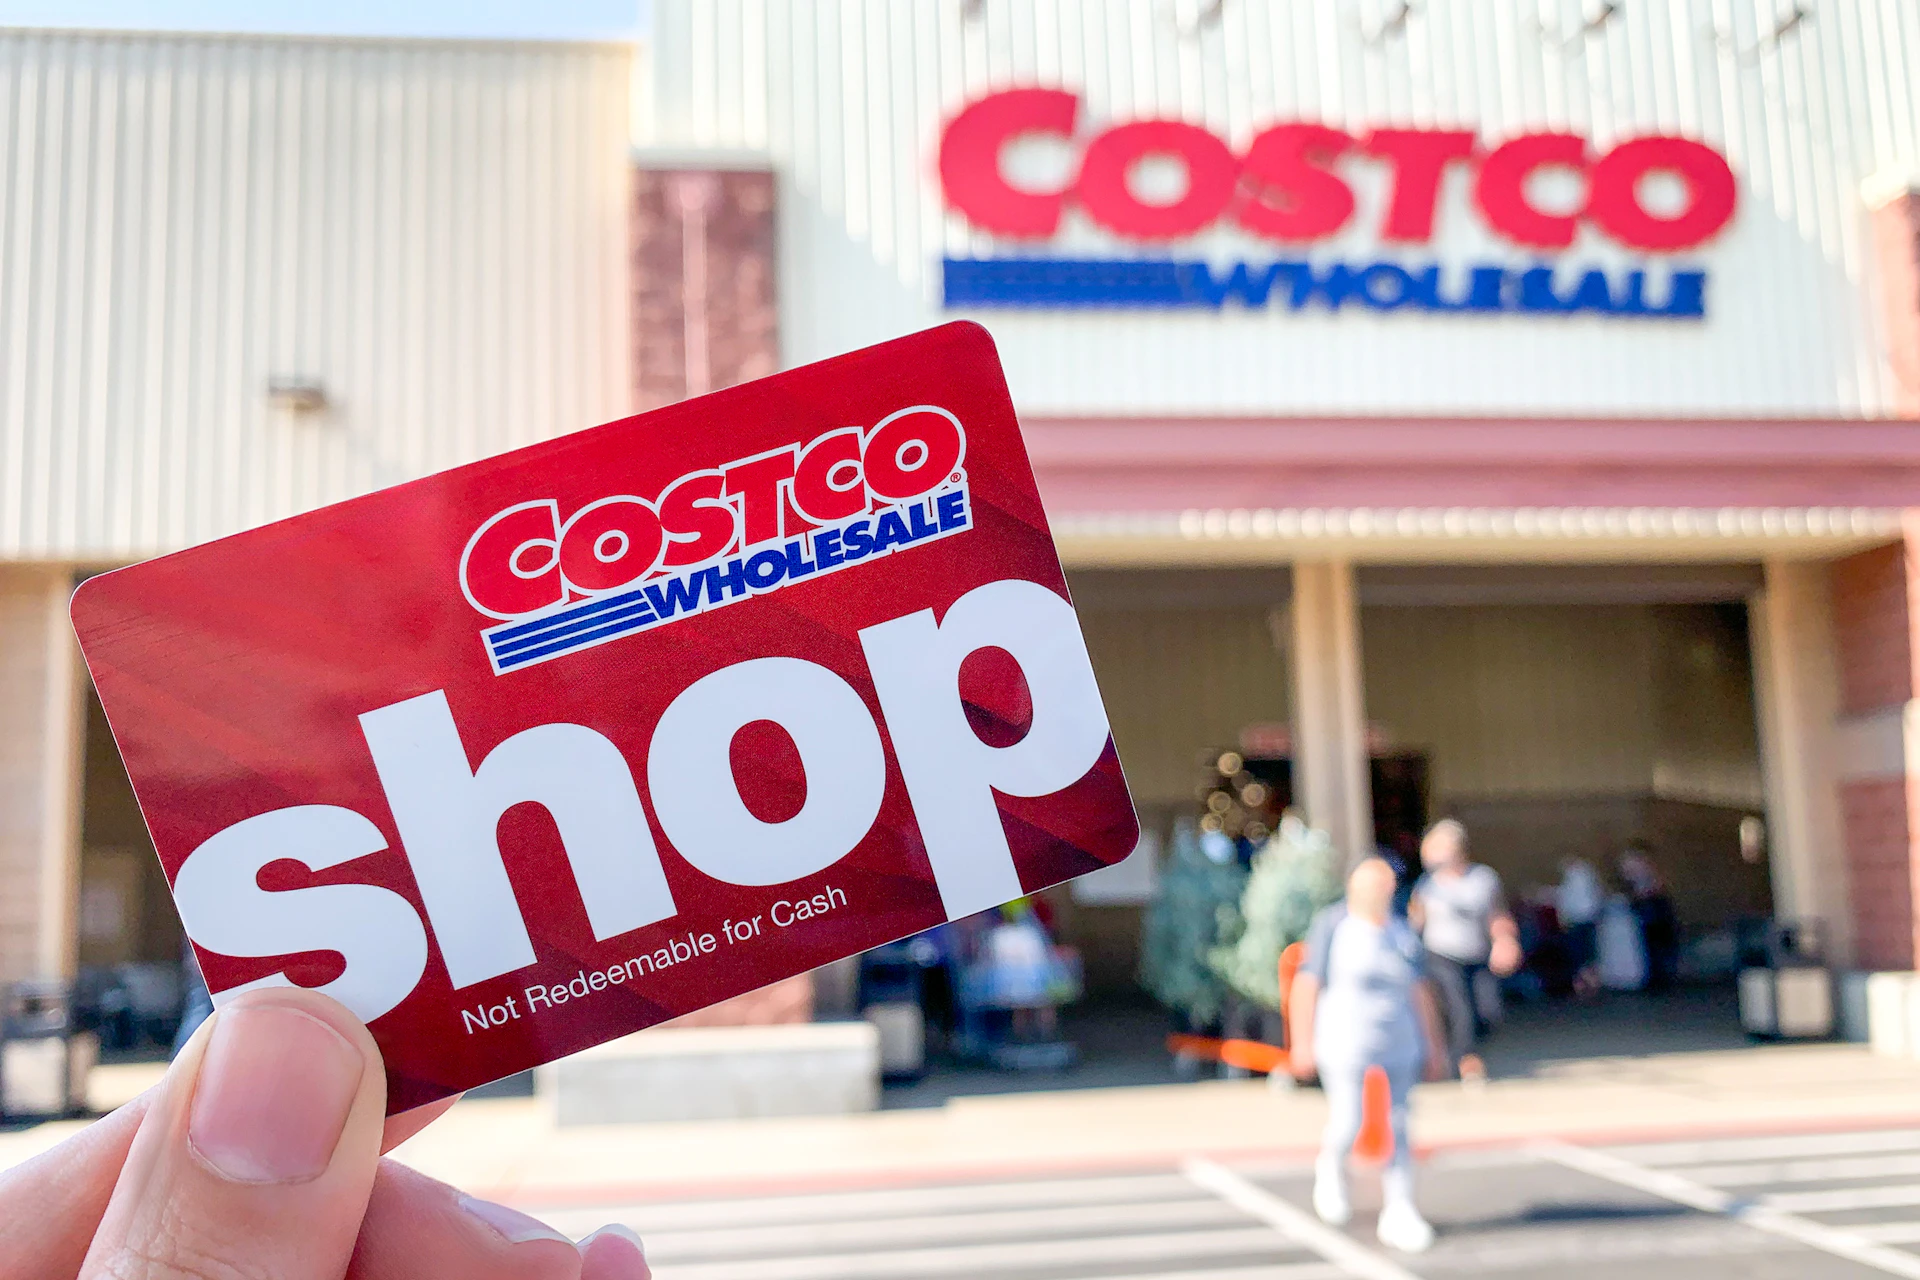 COSTCO
WHOLESALE
COSTCO®
WHOLESALE
shop
Not Redeemable for Cash